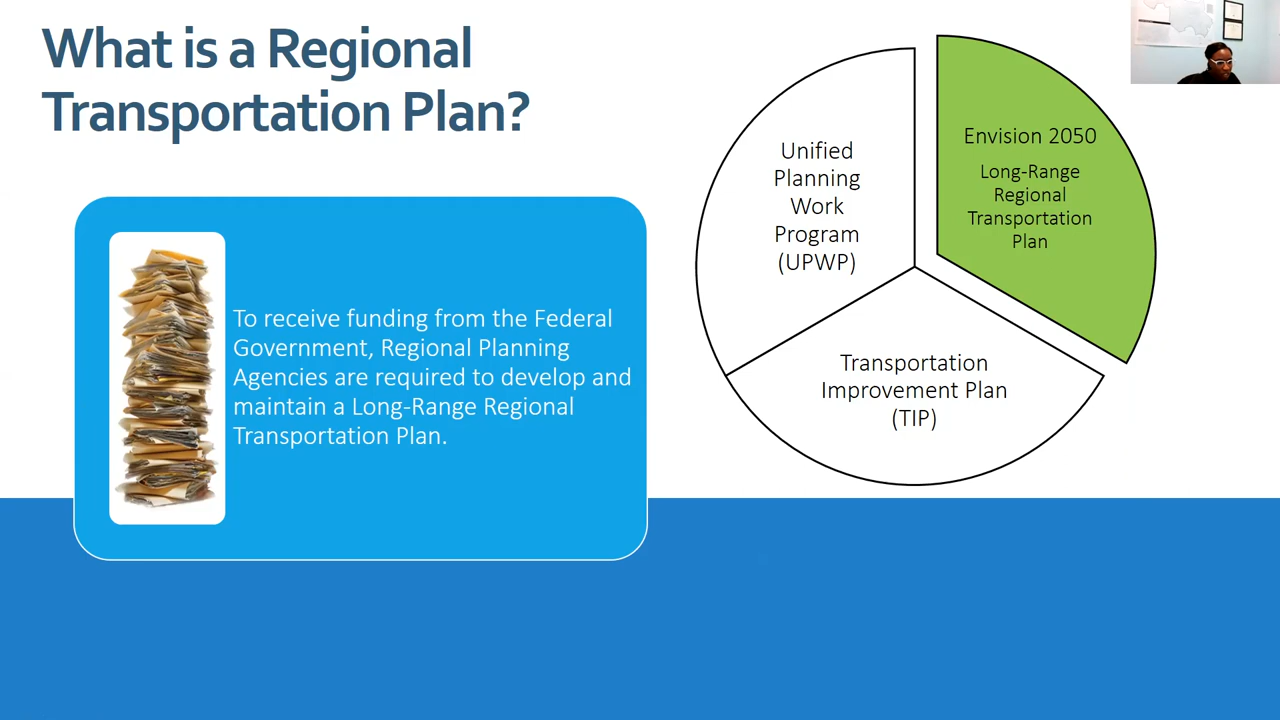 What is a Regional
Transportation Plan?
To receive funding from the Federal
Government, Regional Planning
Agencies are required to develop and
maintain a Long-Range Regional
Transportation Plan.
Unified
Planning
Work
Program
(UPWP)
Envision 2050
Long-Range
Regional
Transportation
Plan
Transportation
Improvement Plan
(TIP)